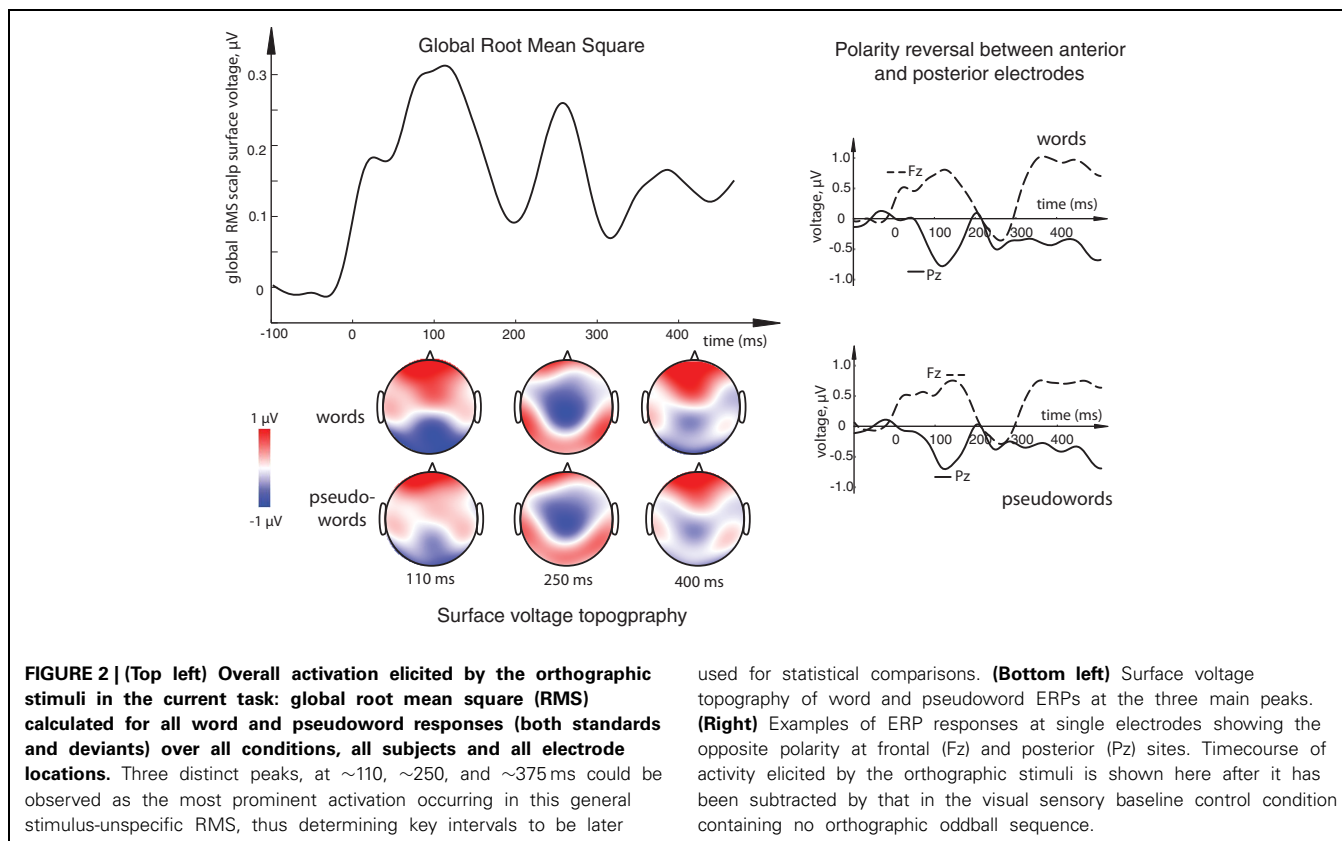 Global Root Mean Square
global RMS scalp surface voltage, µV
0.3
0.2
0.1
0
-100
0
100
200
300
400
time (ms)
Polarity reversal between anterior
and posterior electrodes
words
voltage, µV
1.0
0.5
0
-0.5
-1.0
Fz
time (ms)
0
100
200
300
400
Pz
voltage, µV
1.0
0.5
0
-0.5
-1.0
Fz
time (ms)
0
100
200
300
400
Pz
pseudowords
1 µV
-1 µV
words
pseudo-
words
110 ms
250 ms
400 ms
Surface voltage topography
FIGURE 2 | (Top left) Overall activation elicited by the orthographic
stimuli in the current task: global root mean square (RMS)
calculated for all word and pseudoword responses (both standards
and deviants) over all conditions, all subjects and all electrode
locations. Three distinct peaks, at ~110, ~250, and ~375 ms could be
observed as the most prominent activation occurring in this general
stimulus-unspecific RMS, thus determining key intervals to be later
used for statistical comparisons. (Bottom left) Surface voltage
topography of word and pseudoword ERPs at the three main peaks.
(Right) Examples of ERP responses at single electrodes showing the
opposite polarity at frontal (Fz) and posterior (Pz) sites. Timecourse of
activity elicited by the orthographic stimuli is shown here after it has
been subtracted by that in the visual sensory baseline control condition
containing no orthographic oddball sequence.